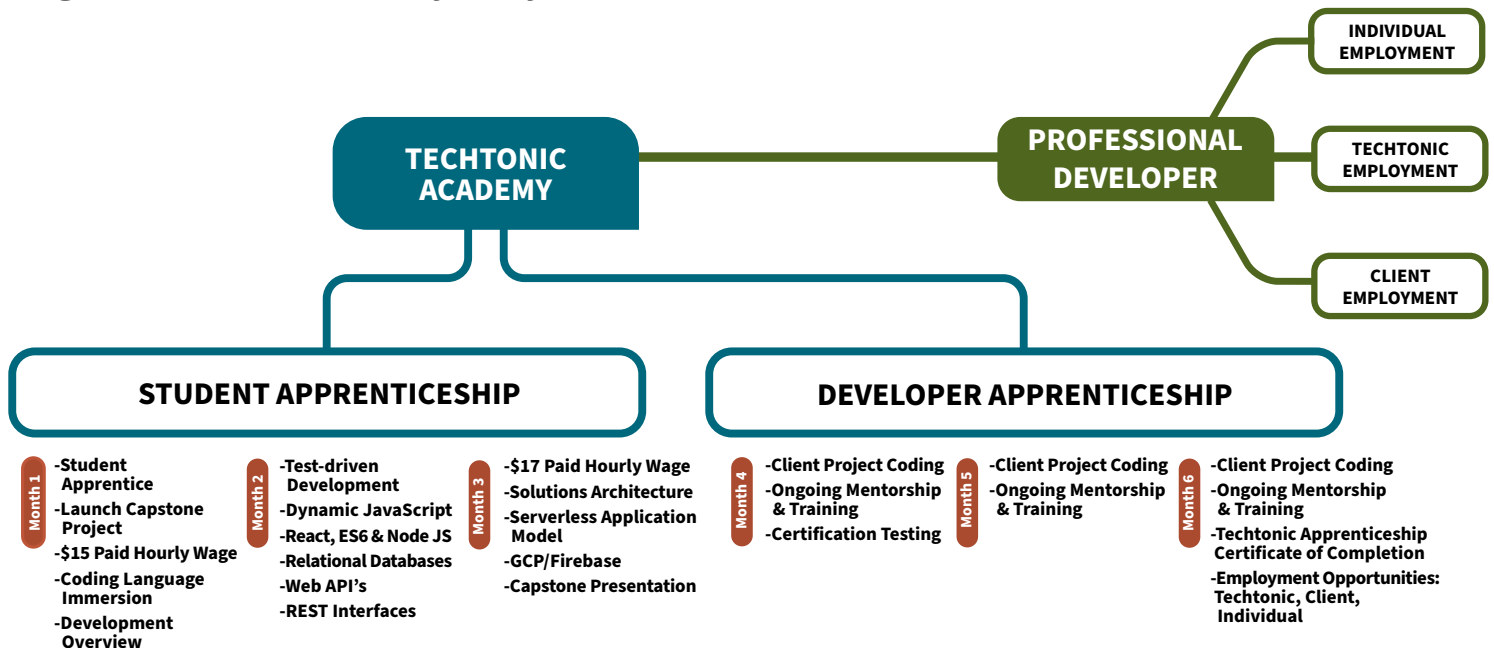 INDIVIDUAL
EMPLOYMENT
TECHTONIC
ACADEMY
PROFESSIONAL
DEVELOPER
TECHTONIC
EMPLOYMENT
CLIENT
EMPLOYMENT
STUDENT APPRENTICESHIP
DEVELOPER APPRENTICESHIP
Month 1
-Student
Apprentice
-Launch Capstone
Project
-$15 Paid Hourly Wage
-Coding Language
Immersion
-Development
Overview
Month 2
-Test-driven
Development
-Dynamic JavaScript
-React, ES6 & Node JS
-Relational Databases
-Web API’s
-REST Interfaces
Month 3
-$17 Paid Hourly Wage
-Solutions Architecture
-Serverless Application
Model
-GCP/Firebase
-Capstone Presentation
Month 4
-Client Project Coding
-Ongoing Mentorship
& Training
-Certification Testing
Month 5
-Client Project Coding
-Ongoing Mentorship
& Training
Month 6
-Client Project Coding
-Ongoing Mentorship
& Training
-Techtonic Apprenticeship
Certificate of Completion
-Employment Opportunities:
Techtonic, Client,
Individual